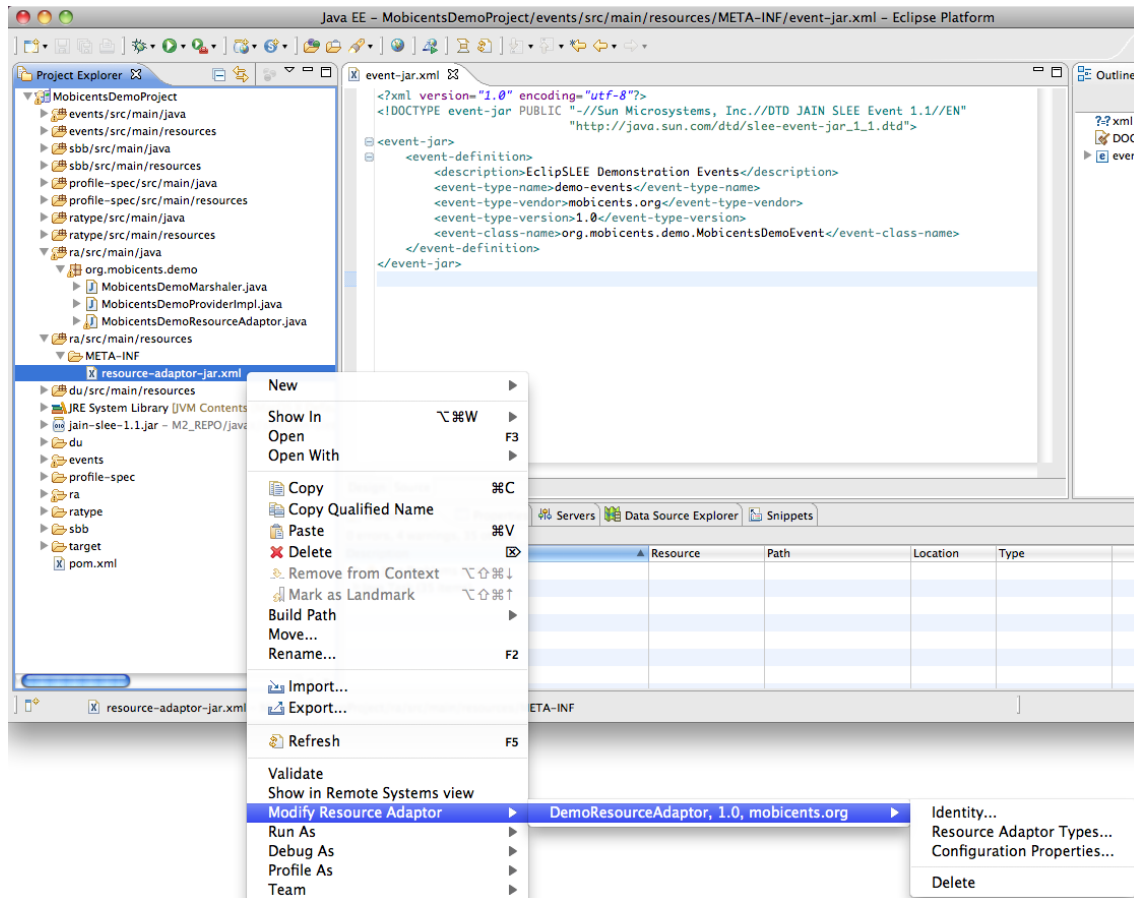 Java EE – MobicentsDemoProject/events/src/main/resources/META-INF/event-jar.xml – Eclipse Platform
Project Explorer
MobicentsDemoProject
events/src/main/java
events/src/main/resources
sbb/src/main/java
sbb/src/main/resources
profile-spec/src/main/java
profile-spec/src/main/resources
ratype/src/main/java
ratype/src/main/resources
ra/src/main/java
org.mobicents.demo
MobicentsDemoMarshaler.java
MobicentsDemoProviderImpl.java
MobicentsDemoResourceAdaptor.java
ra/src/main/resources
META-INF
resource-adaptor-jar.xml
du/src/main/resources
JRE System Library [JVM Contents
jain-slee-1.1.jar – M2_REPO/java
du
events
profile-spec
ra
ratype
sbb
target
pom.xml
event-jar.xml
<?xml version="1.0" encoding="utf-8"?>
<!DOCTYPE event-jar PUBLIC "-//Sun Microsystems, Inc.//DTD JAIN SLEE Event 1.1//EN"
"http://java.sun.com/dtd/slee-event-jar_1_1.dtd">
<event-jar>
<event-definition>
<description>EclipSLEE Demonstration Events</description>
<event-type-name>demo-events</event-type-name>
<event-type-vendor>mobicents.org</event-type-vendor>
<event-type-version>1.0</event-type-version>
<event-class-name>org.mobicents.demo.MobicentsDemoEvent</event-class-name>
</event-definition>
</event-jar>
Outline
?=? xml
DOC
e even
Servers Data Source Explorer Snippets
Resource Path Location Type
resource-adaptor-jar.xml
ETA-INF
New
Show In ⌥⌘W
Open F3
Open With
Copy ⌘C
Copy Qualified Name
Paste ⌘V
Delete ⌦
Remove from Context ⌥⇧⌘↓
Mark as Landmark ⌥⇧⌘↑
Build Path
Move...
Rename... F2
Import...
Export...
Refresh F5
Validate
Show in Remote Systems view
Modify Resource Adaptor
Run As
Debug As
Profile As
Team
DemoResourceAdaptor, 1.0, mobicents.org
Identity...
Resource Adaptor Types...
Configuration Properties...
Delete